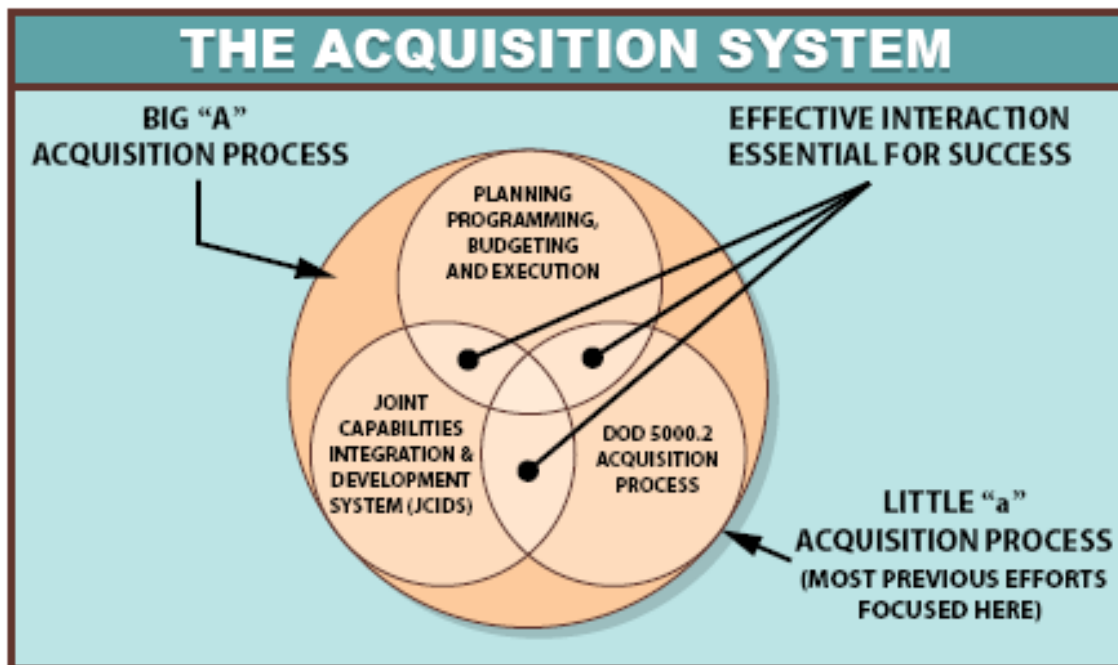 THE ACQUISITION SYSTEM
BIG “A”
ACQUISITION PROCESS
EFFECTIVE INTERACTION
ESSENTIAL FOR SUCCESS
PLANNING
PROGRAMMING,
BUDGETING
AND EXECUTION
JOINT
CAPABILITIES
INTEGRATION &
DEVELOPMENT
SYSTEM (JCIDS)
DOD 5000.2
ACQUISITION
PROCESS
LITTLE “a”
ACQUISITION PROCESS
(MOST PREVIOUS EFFORTS
FOCUSED HERE)